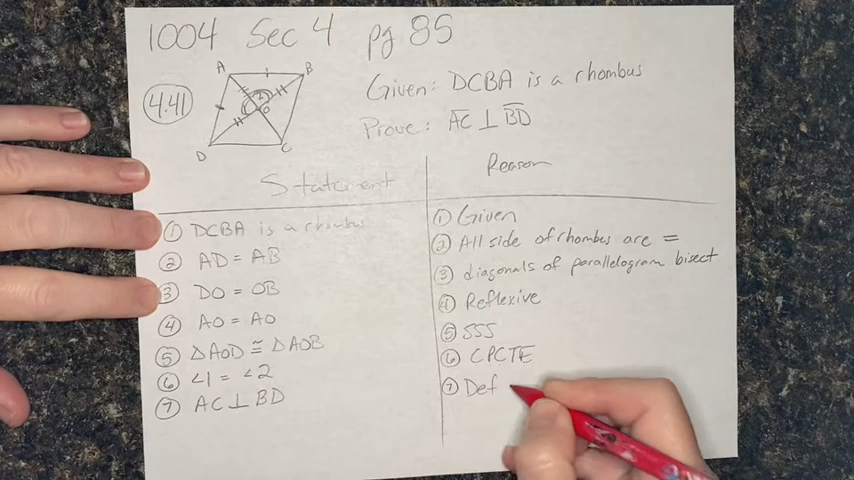 1004 Sec 4 pg 85
4.41
A
B
2
O
D
C
Given: DCBA is a rhombus
Prove: AC ⊥ BD
Statement
Reason
① DCBA is a rhombus
② AD = AB
③ DO = OB
④ AO = AO
⑤ △AOD ≅ △AOB
⑥ ∠1 = ∠2
⑦ AC ⊥ BD
① Given
② All side of rhombus are =
③ diagonals of parallelogram bisect
④ Reflexive
⑤ SSS
⑥ CPCTE
⑦ Def